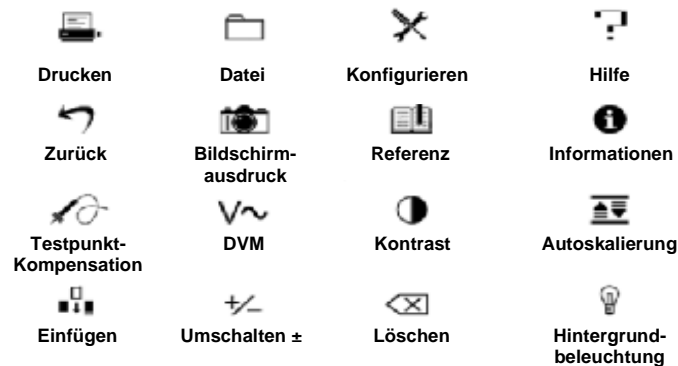 Drucken Datei Konfigurieren Hilfe
Zurück Bildschirm- Referenz Informationen
ausdruck
Testpunkt- DVM Kontrast Autoskalierung
Kompensation
Einfügen Umschalten ± Löschen Hintergrund-
beleuchtung